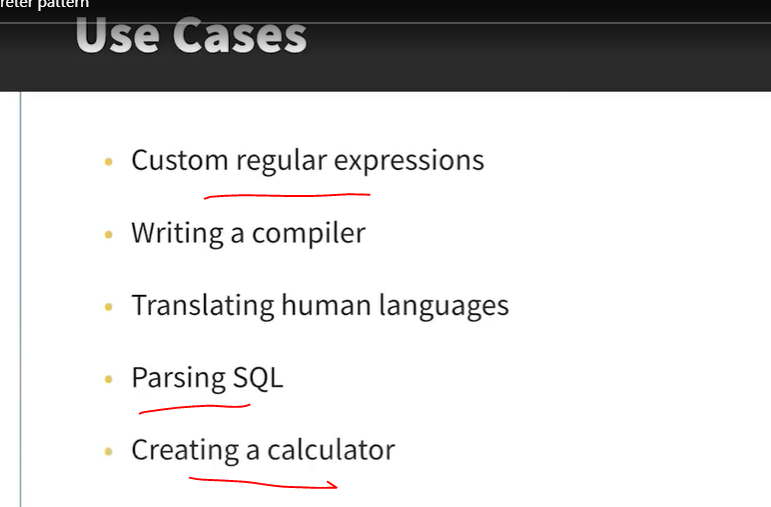 reter pattern
Use Cases
• Custom regular expressions
• Writing a compiler
• Translating human languages
• Parsing SQL
• Creating a calculator